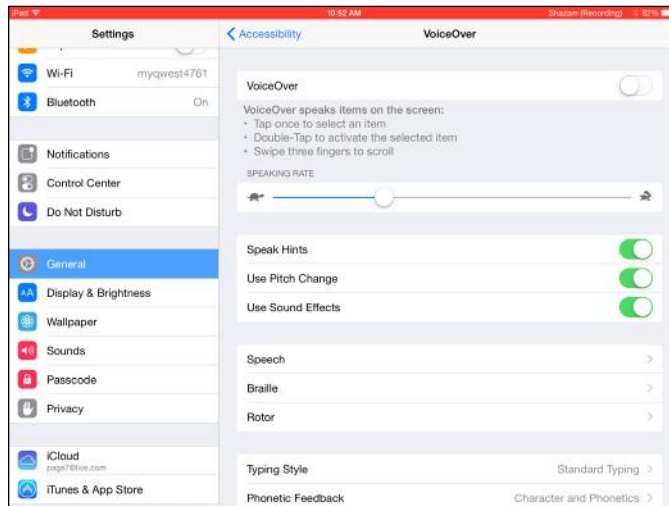 iPad 10:52 AM Shazam (Recording) 82%
Settings
Accessibility
VoiceOver
Wi-Fi myqwest4761
Bluetooth On
Notifications
Control Center
Do Not Disturb
General
Display & Brightness
Wallpaper
Sounds
Passcode
Privacy
iCloud
page7@live.com
iTunes & App Store
VoiceOver
VoiceOver speaks items on the screen:
• Tap once to select an item
• Double-Tap to activate the selected item
• Swipe three fingers to scroll
SPEAKING RATE
Speak Hints
Use Pitch Change
Use Sound Effects
Speech
Braille
Rotor
Typing Style Standard Typing
Phonetic Feedback Character and Phonetics